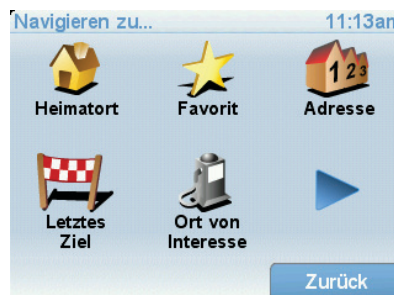 Navigieren zu... 11:13am
Heimatort Favorit Adresse
123
Letztes Ziel
Ort von Interesse
Zurück